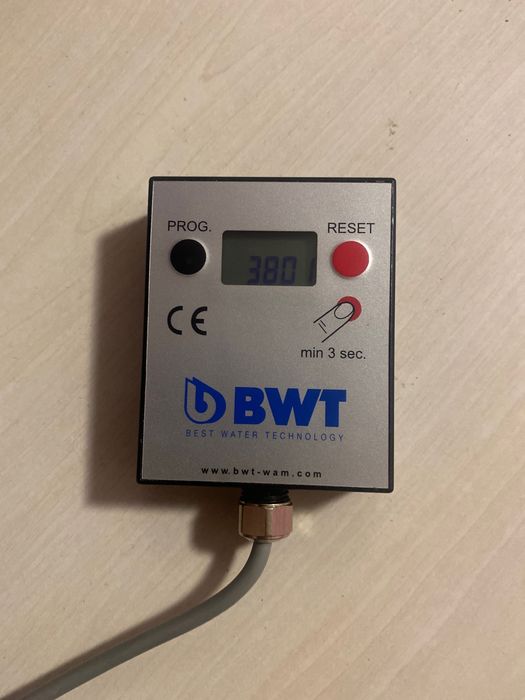 PROG.
RESET
3801
CE
min 3 sec.
BWT
BEST WATER TECHNOLOGY
www.bwt-wam.com